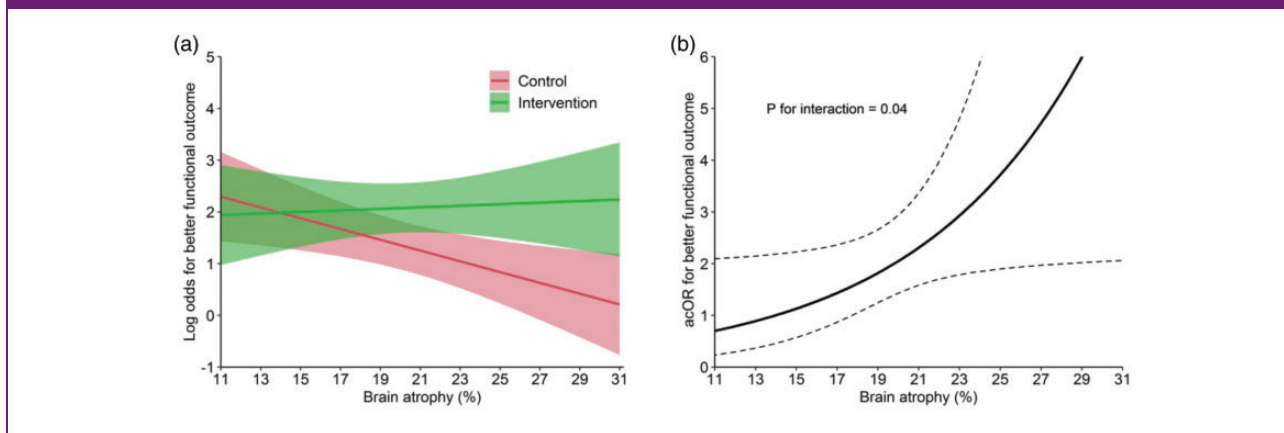 (a)
5
4
3
2
1
0
-1
Log odds for better functional outcome
Control
Intervention
11 13 15 17 19 21 23 25 27 29 31
Brain atrophy (%)
(b)
6
5
4
3
2
1
0
acOR for better functional outcome
P for interaction = 0.04
11 13 15 17 19 21 23 25 27 29 31
Brain atrophy (%)